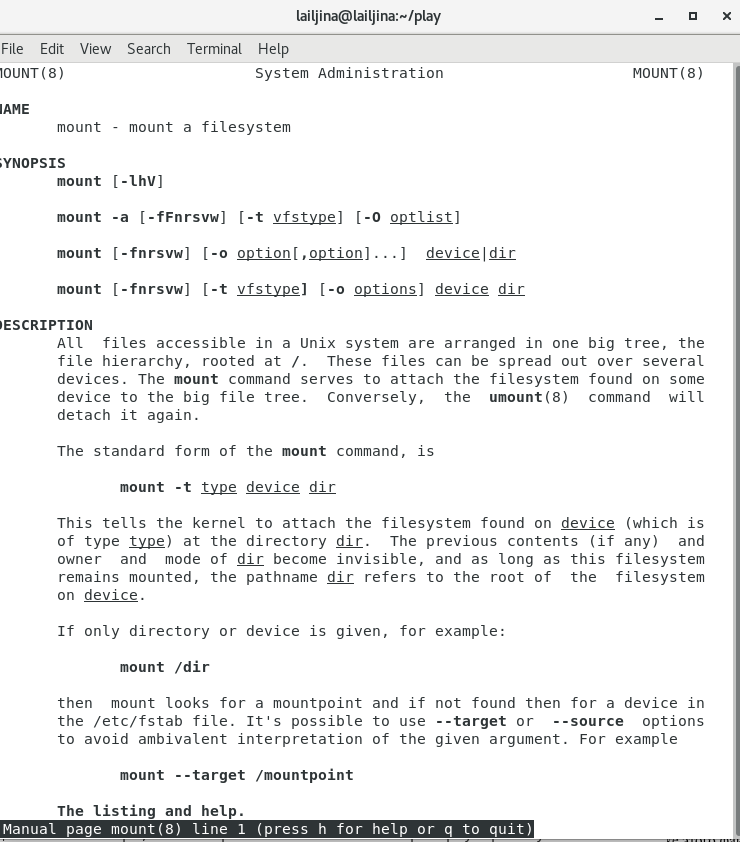 lailjina@lailjina:~/play
File Edit View Search Terminal Help
MOUNT(8) System Administration MOUNT(8)
NAME
mount - mount a filesystem
SYNOPSIS
mount [-lhV]
mount -a [-fFnrsvw] [-t vfstype] [-O optlist]
mount [-fnrsvw] [-o option[,option]...]  device|dir
mount [-fnrsvw] [-t vfstype] [-o options] device dir
DESCRIPTION
All  files accessible in a Unix system are arranged in one big tree, the
file hierarchy, rooted at /.  These files can be spread out over several
devices. The mount command serves to attach the filesystem found on some
device to the big file tree.  Conversely,  the  umount(8)  command  will
detach it again.
The standard form of the mount command, is
mount -t type device dir
This tells the kernel to attach the filesystem found on device (which is
of type type) at the directory dir.  The previous contents (if any)  and
owner  and  mode of dir become invisible, and as long as this filesystem
remains mounted, the pathname dir refers to the root of  the  filesystem
on device.
If only directory or device is given, for example:
mount /dir
then  mount looks for a mountpoint and if not found then for a device in
the /etc/fstab file. It's possible to use --target or  --source  options
to avoid ambivalent interpretation of the given argument. For example
mount --target /mountpoint
The listing and help.
Manual page mount(8) line 1 (press h for help or q to quit)